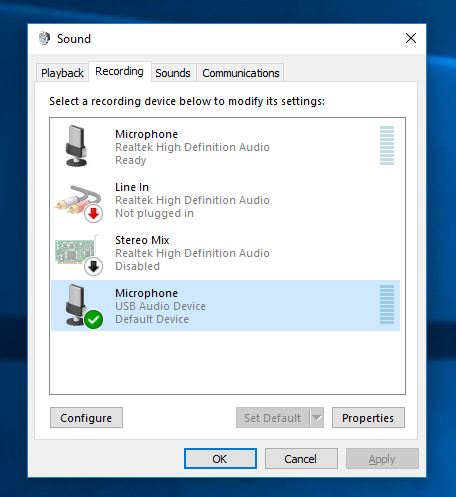 Sound
Playback
Recording
Sounds
Communications
Select a recording device below to modify its settings:
Microphone
Realtek High Definition Audio
Ready
Line In
Realtek High Definition Audio
Not plugged in
Stereo Mix
Realtek High Definition Audio
Disabled
Microphone
USB Audio Device
Default Device
Configure
Set Default
Properties
OK
Cancel
Apply